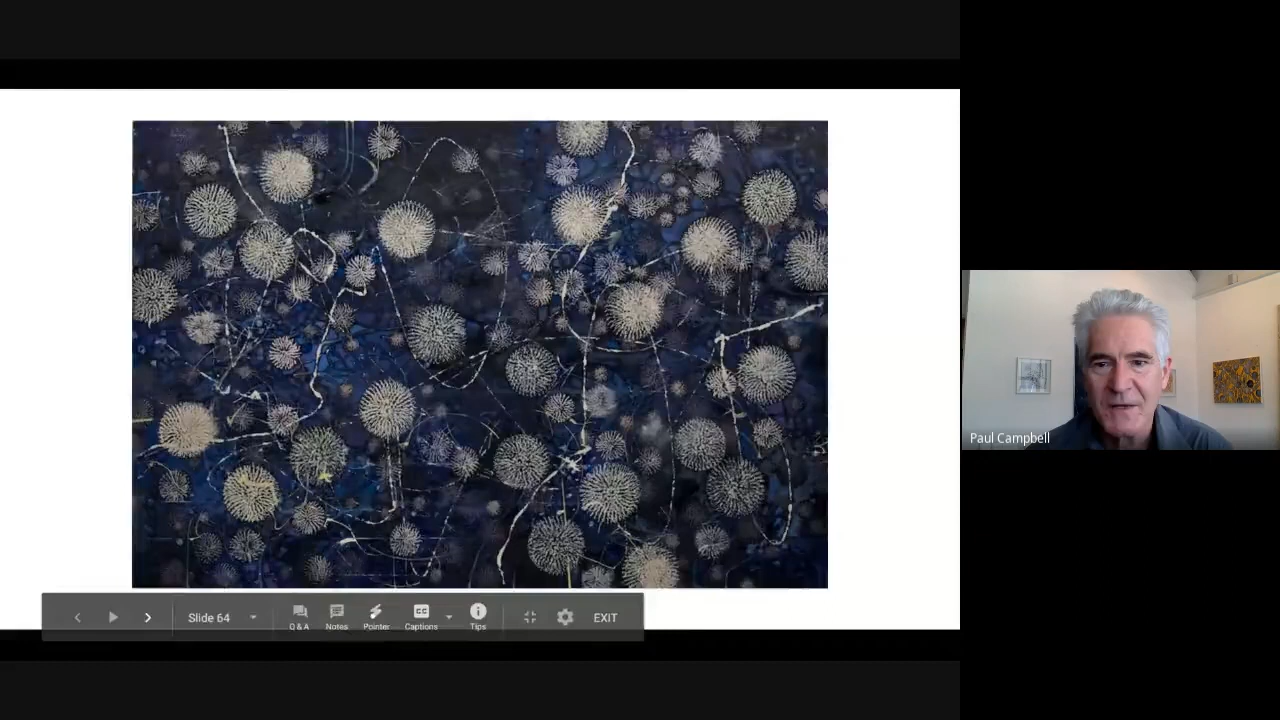 Paul Campbell
Slide 64
Q & A
Notes
Pointer
Captions
Tips
EXIT